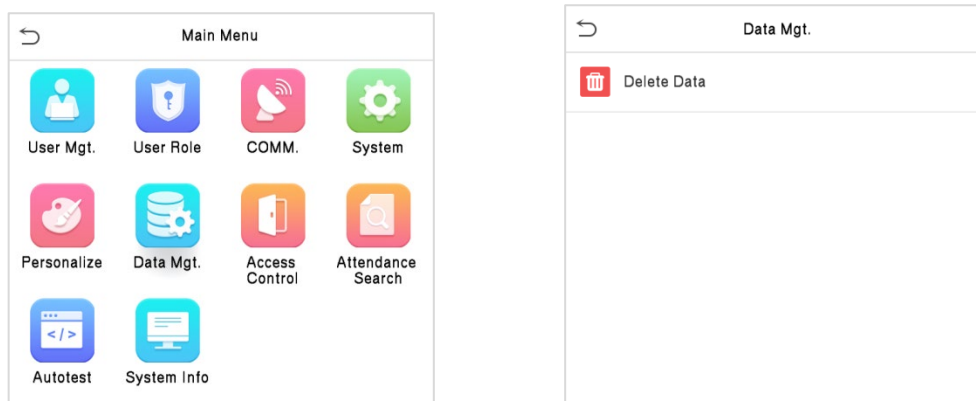 Main Menu
User Mgt.
User Role
COMM.
System
Personalize
Data Mgt.
Access
Control
Attendance
Search
</>
Autotest
System Info
Data Mgt.
Delete Data